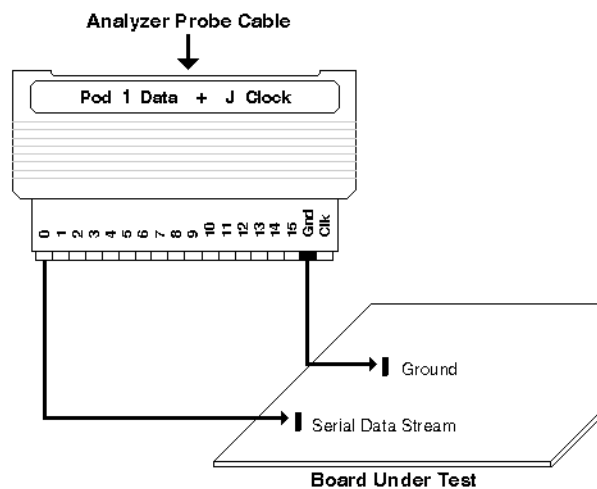 Analyzer Probe Cable
Pod 1 Data + J Clock
0 1 2 3 4 5 6 7 8 9 10 11 12 13 14 15 Gnd Clk
Ground
Serial Data Stream
Board Under Test